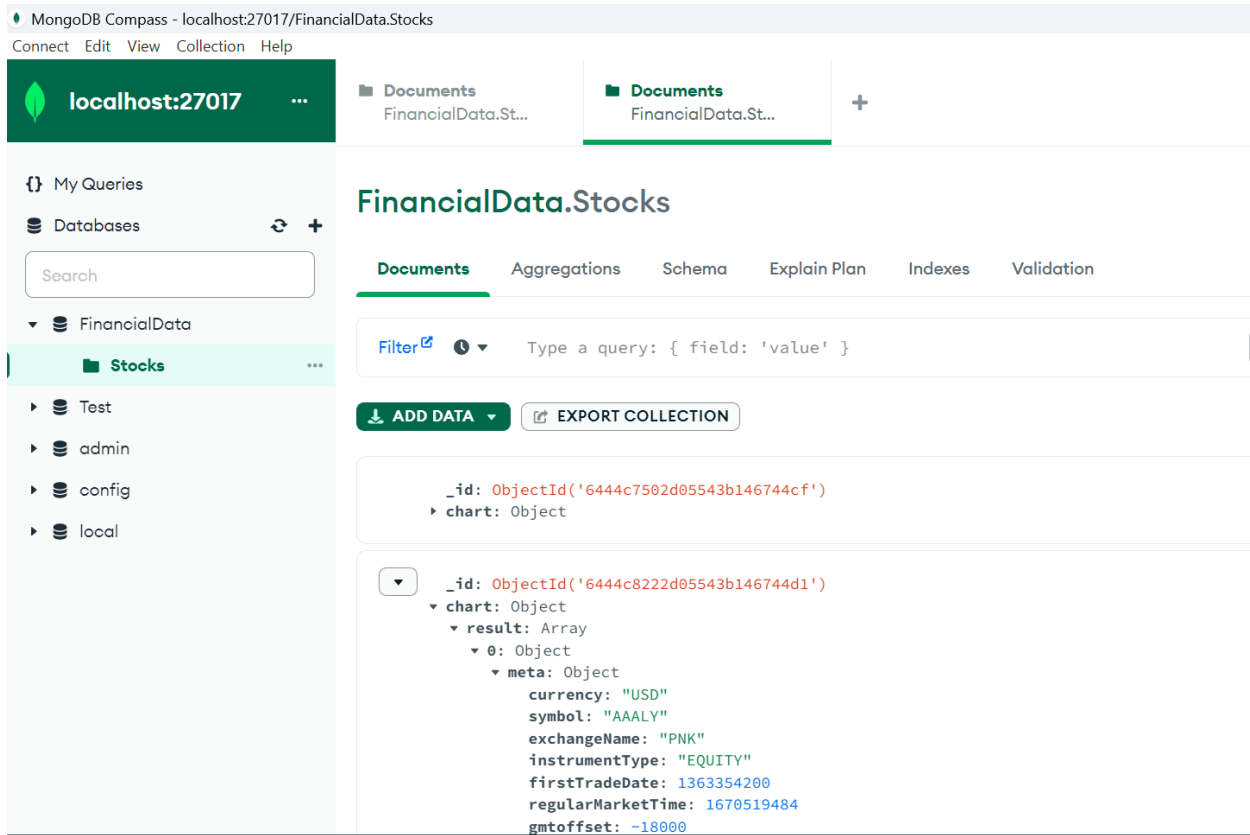 MongoDB Compass - localhost:27017/FinancialData.Stocks
Connect Edit View Collection Help
localhost:27017 ...
{} My Queries
Databases
Search
FinancialData
Stocks ...
Test
admin
config
local
Documents
FinancialData.St...
Documents
FinancialData.St...
+
FinancialData.Stocks
Documents Aggregations Schema Explain Plan Indexes Validation
Filter Type a query: { field: 'value' }
ADD DATA EXPORT COLLECTION
_id: ObjectId('6444c7502d05543b146744cf')
chart: Object
_id: ObjectId('6444c8222d05543b146744d1')
chart: Object
result: Array
0: Object
meta: Object
currency: "USD"
symbol: "AAALY"
exchangeName: "PNK"
instrumentType: "EQUITY"
firstTradeDate: 1363354200
regularMarketTime: 1670519484
gmtoffset: -18000